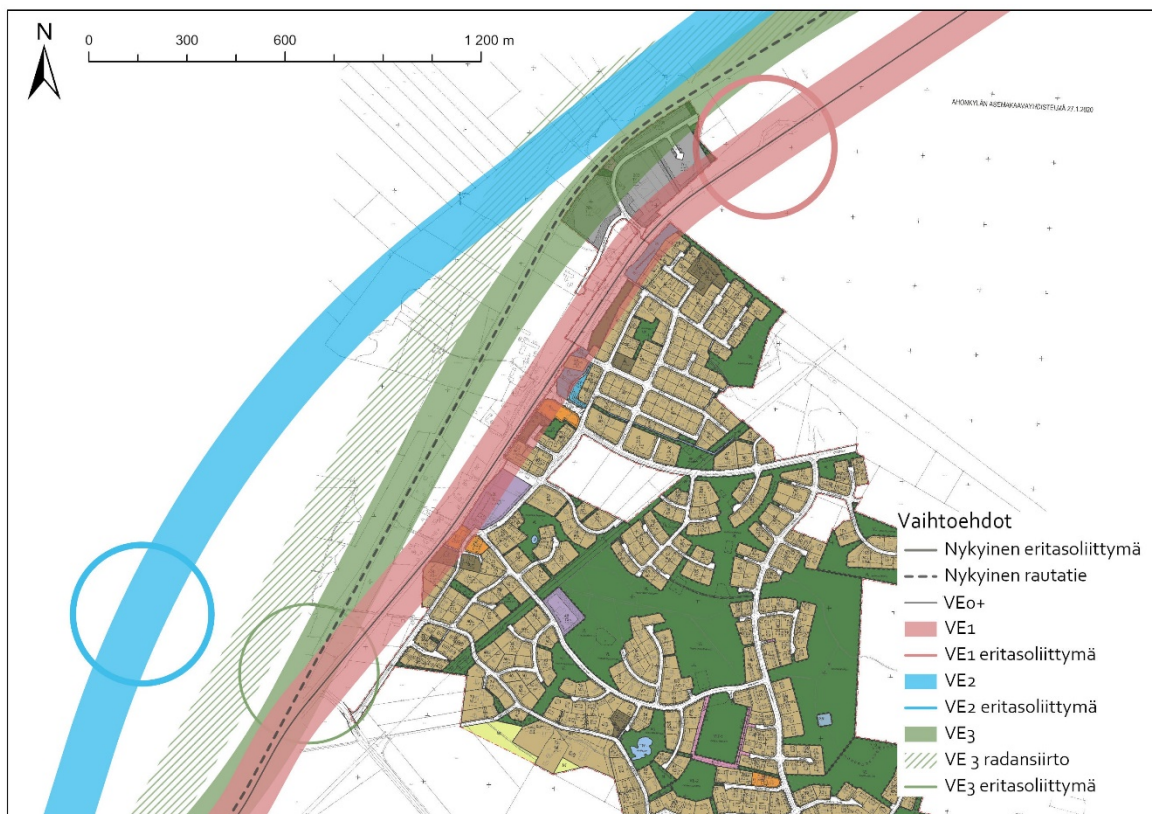 N
0 300 600 1 200 m
AHONKYLÄN ASEMAKAAVAYHDISTELMÄ 27.1.2020
Vaihtoehdot
Nykyinen eritasoliittymä
Nykyinen rautatie
VE0+
VE1
VE1 eritasoliittymä
VE2
VE2 eritasoliittymä
VE3
VE 3 radansiirto
VE3 eritasoliittymä